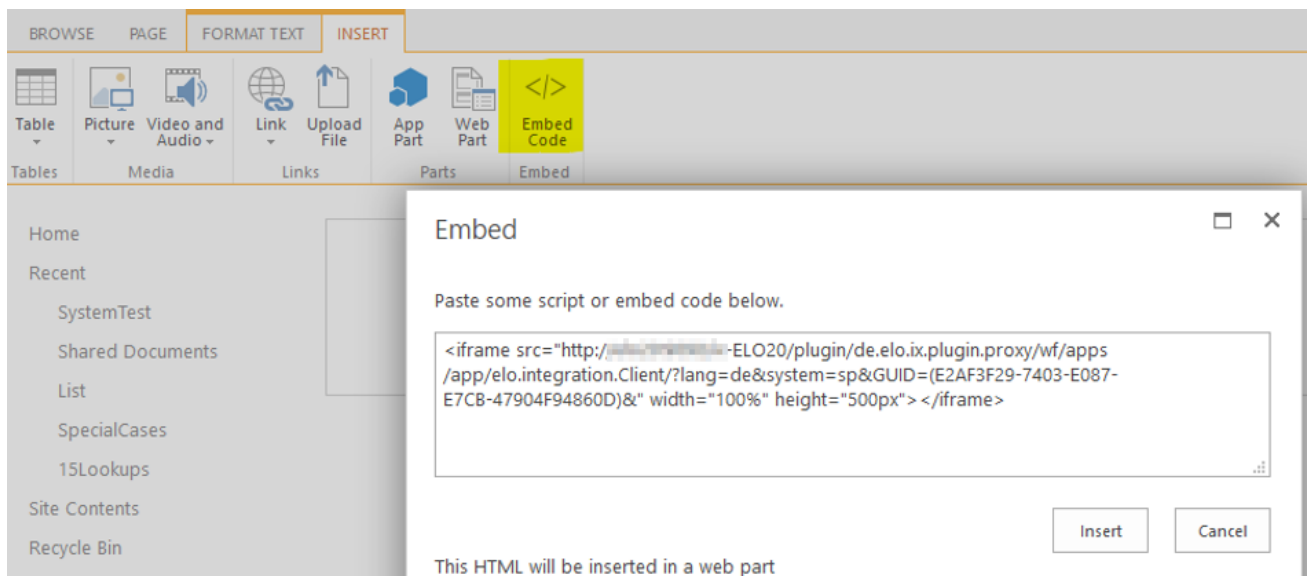 BROWSE PAGE FORMAT TEXT INSERT
Table Picture Video and Audio Link Upload File App Part Web Part </> Embed Code
Tables Media Links Parts Embed
Home
Recent
SystemTest
Shared Documents
List
SpecialCases
15Lookups
Site Contents
Recycle Bin
Embed
Paste some script or embed code below.
<iframe src="http:/ -ELO20/plugin/de.elo.ix.plugin.proxy/wf/apps
/app/elo.integration.Client/?lang=de&system=sp&GUID=(E2AF3F29-7403-E087-
E7CB-47904F94860D)&" width="100%" height="500px"></iframe>
Insert Cancel
This HTML will be inserted in a web part